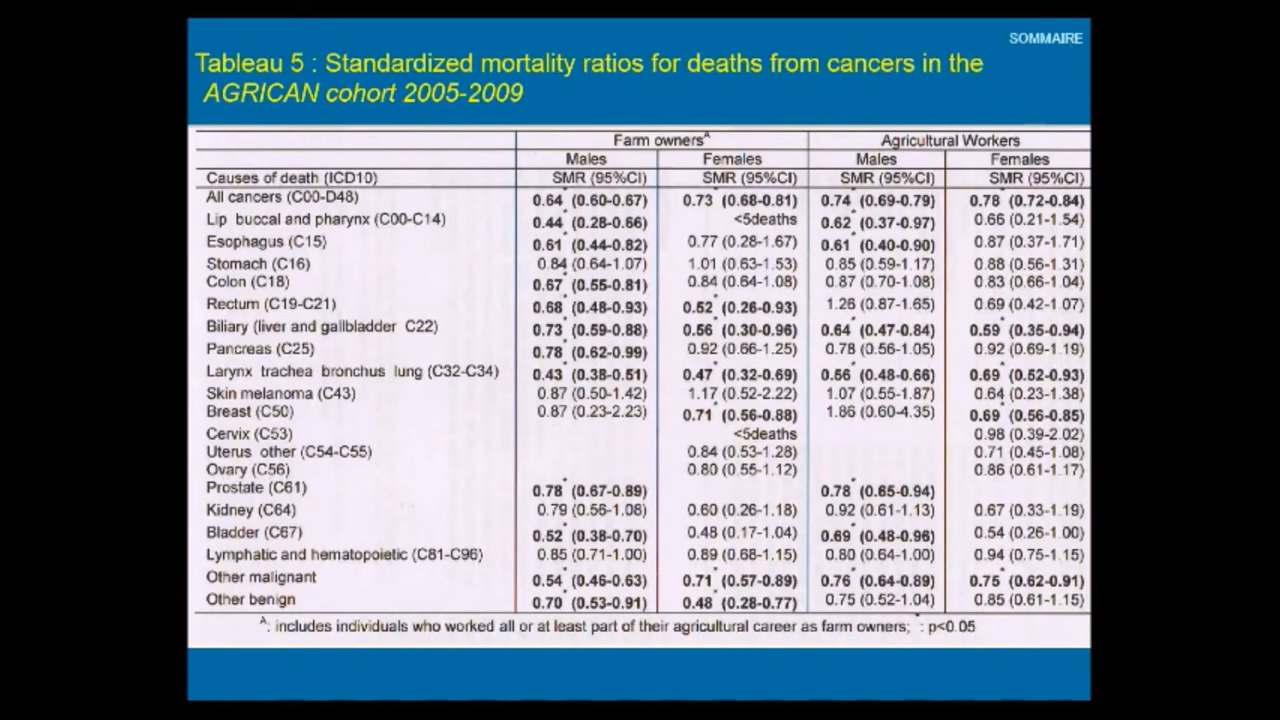 SOMMAIRE
Tableau 5 : Standardized mortality ratios for deaths from cancers in the
AGRICAN cohort 2005-2009
Farm owners^A Agricultural Workers
Males Females Males Females
Causes of death (ICD10) SMR (95%CI) SMR (95%CI) SMR (95%CI) SMR (95%CI)
All cancers (C00-D48) 0.64* (0.60-0.67) 0.73* (0.68-0.81) 0.74* (0.69-0.79) 0.78* (0.72-0.84)
Lip buccal and pharynx (C00-C14) 0.44* (0.28-0.66) <5deaths 0.62* (0.37-0.97) 0.66 (0.21-1.54)
Esophagus (C15) 0.61* (0.44-0.82) 0.77 (0.28-1.67) 0.61* (0.40-0.90) 0.87 (0.37-1.71)
Stomach (C16) 0.84 (0.64-1.07) 1.01 (0.63-1.53) 0.85 (0.59-1.17) 0.88 (0.56-1.31)
Colon (C18) 0.67* (0.55-0.81) 0.84 (0.64-1.08) 0.87 (0.70-1.08) 0.83 (0.66-1.04)
Rectum (C19-C21) 0.68* (0.48-0.93) 0.52* (0.26-0.93) 1.26 (0.87-1.65) 0.69 (0.42-1.07)
Biliary (liver and gallbladder C22) 0.73* (0.59-0.88) 0.56* (0.30-0.96) 0.64* (0.47-0.84) 0.59* (0.35-0.94)
Pancreas (C25) 0.78* (0.62-0.99) 0.92 (0.66-1.25) 0.78 (0.56-1.05) 0.92 (0.69-1.19)
Larynx trachea bronchus lung (C32-C34) 0.43* (0.38-0.51) 0.47* (0.32-0.69) 0.56* (0.48-0.66) 0.69* (0.52-0.93)
Skin melanoma (C43) 0.87 (0.50-1.42) 1.17 (0.52-2.22) 1.07 (0.55-1.87) 0.64 (0.23-1.38)
Breast (C50) 0.87 (0.23-2.23) 0.71* (0.56-0.88) 1.86 (0.60-4.35) 0.69* (0.56-0.85)
Cervix (C53) <5deaths 0.98 (0.39-2.02)
Uterus other (C54-C55) 0.84 (0.53-1.28) 0.71 (0.45-1.08)
Ovary (C56) 0.80 (0.55-1.12) 0.86 (0.61-1.17)
Prostate (C61) 0.78* (0.67-0.89) 0.78* (0.65-0.94)
Kidney (C64) 0.79 (0.56-1.08) 0.60 (0.26-1.18) 0.92 (0.61-1.13) 0.67 (0.33-1.19)
Bladder (C67) 0.52* (0.38-0.70) 0.48 (0.17-1.04) 0.69* (0.48-0.96) 0.54 (0.26-1.00)
Lymphatic and hematopoietic (C81-C96) 0.85 (0.71-1.00) 0.89 (0.68-1.15) 0.80 (0.64-1.00) 0.94 (0.75-1.15)
Other malignant 0.54* (0.46-0.63) 0.71* (0.57-0.89) 0.76* (0.64-0.89) 0.75* (0.62-0.91)
Other benign 0.70* (0.53-0.91) 0.48* (0.28-0.77) 0.75 (0.52-1.04) 0.85 (0.61-1.15)
^A: includes individuals who worked all or at least part of their agricultural career as farm owners; *: p<0.05